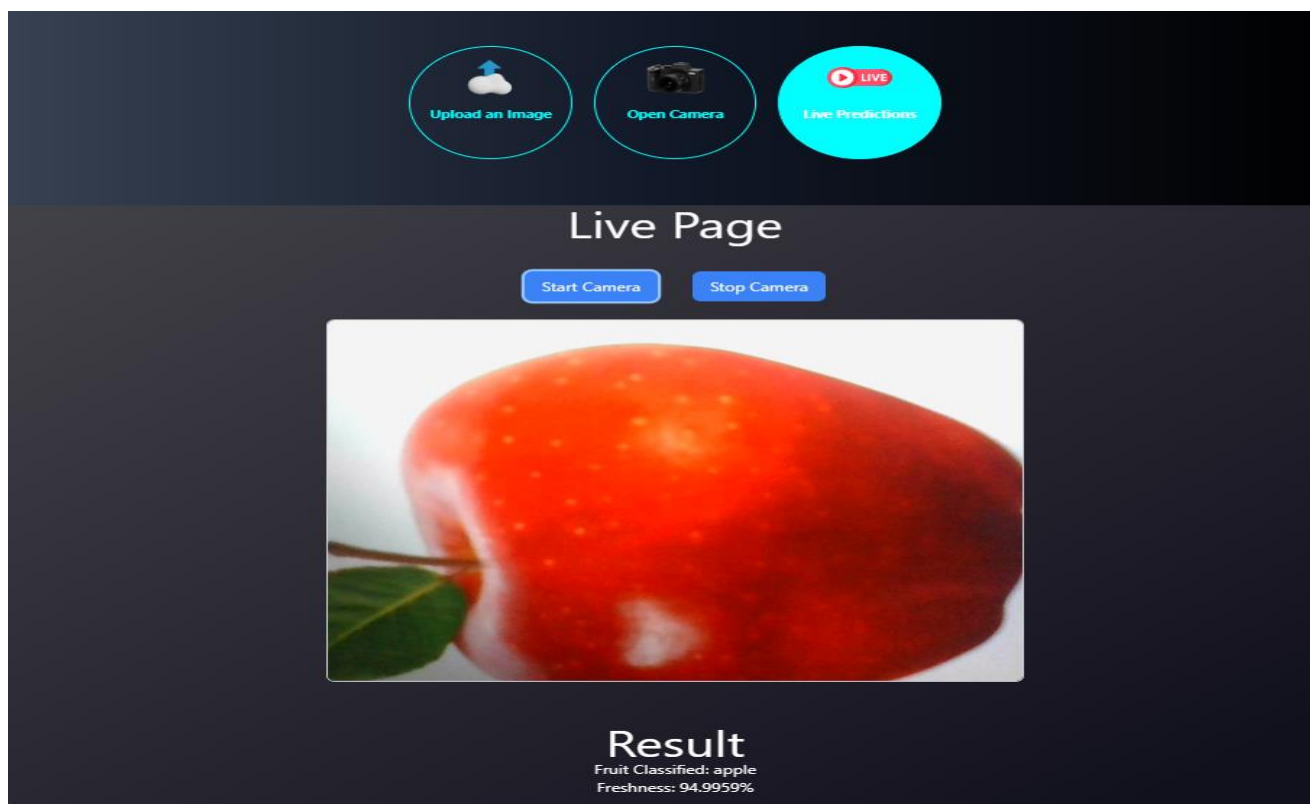 LIVE
Upload an Image
Open Camera
Live Predictions
Live Page
Start Camera
Stop Camera
Result
Fruit Classified: apple
Freshness: 94.9959%